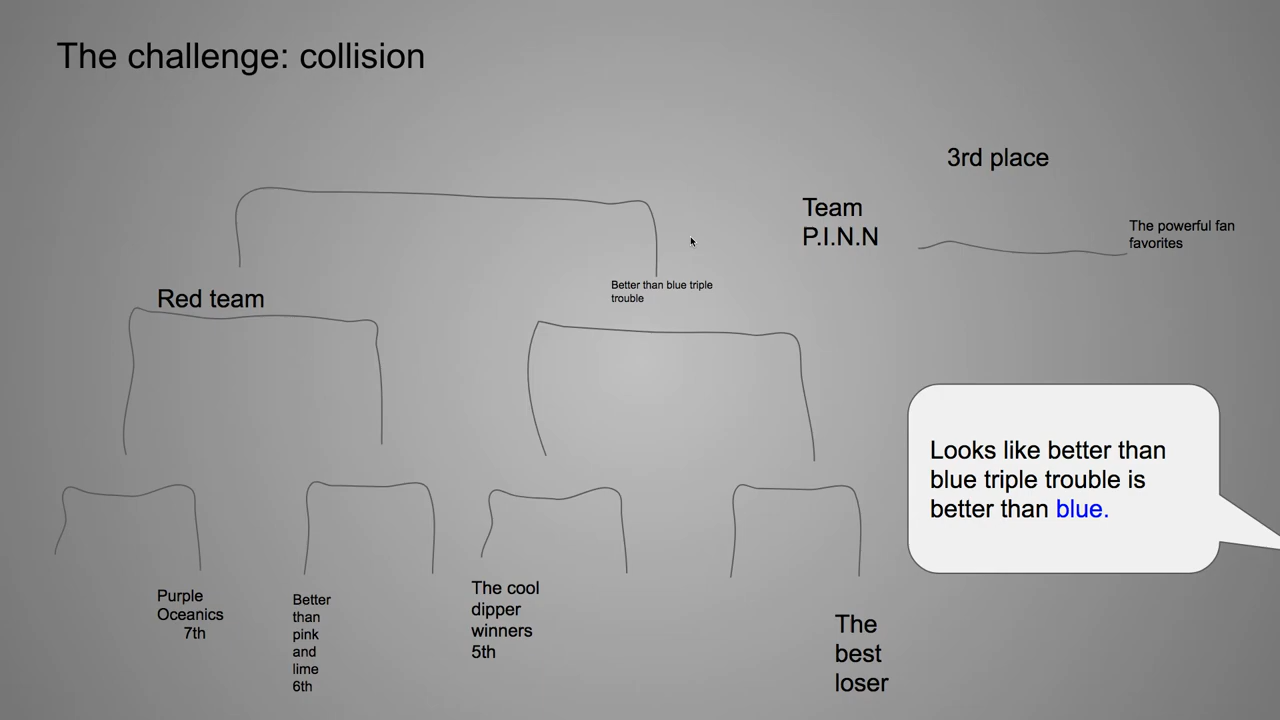 The challenge: collision
3rd place
Team
P.I.N.N
The powerful fan
favorites
Red team
Better than blue triple
trouble
Looks like better than
blue triple trouble is
better than blue.
Purple
Oceanics
7th
Better
than
pink
and
lime
6th
The cool
dipper
winners
5th
The
best
loser